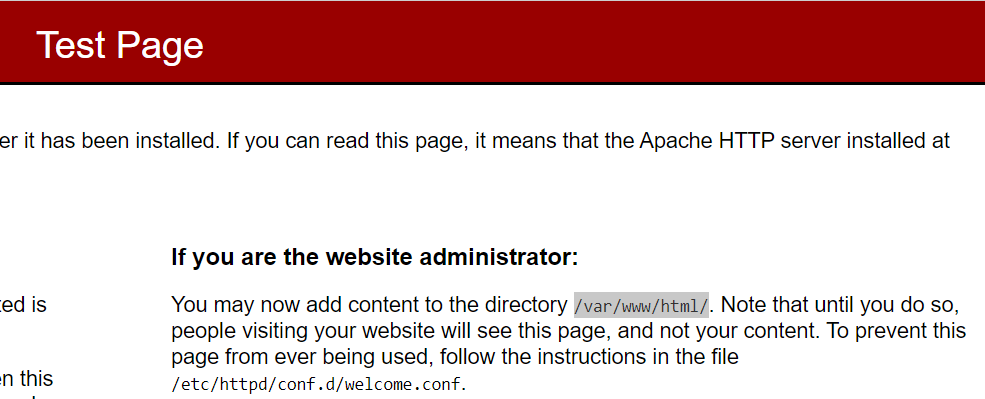 Test Page
er it has been installed. If you can read this page, it means that the Apache HTTP server installed at
If you are the website administrator:
ed is
You may now add content to the directory /var/www/html/. Note that until you do so,
people visiting your website will see this page, and not your content. To prevent this
page from ever being used, follow the instructions in the file
n this
/etc/httpd/conf.d/welcome.conf.